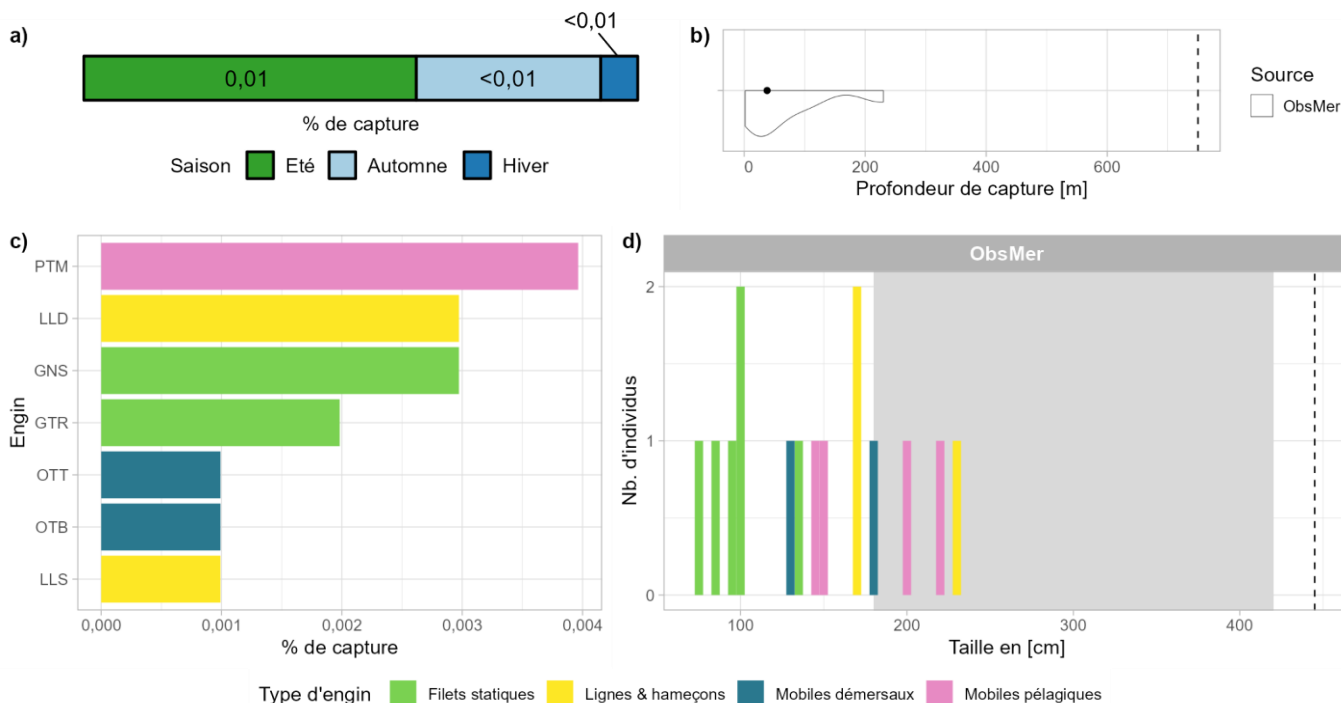 a)
<0,01
0,01
<0,01
% de capture
Saison Eté Automne Hiver
b)
0 200 400 600
Profondeur de capture [m]
Source
ObsMer
c)
Engin
PTM
LLD
GNS
GTR
OTT
OTB
LLS
0,000 0,001 0,002 0,003 0,004
% de capture
d)
ObsMer
Nb. d'individus
2
1
0
100 200 300 400
Taille en [cm]
Type d'engin Filets statiques Lignes & hameçons Mobiles démersaux Mobiles pélagiques